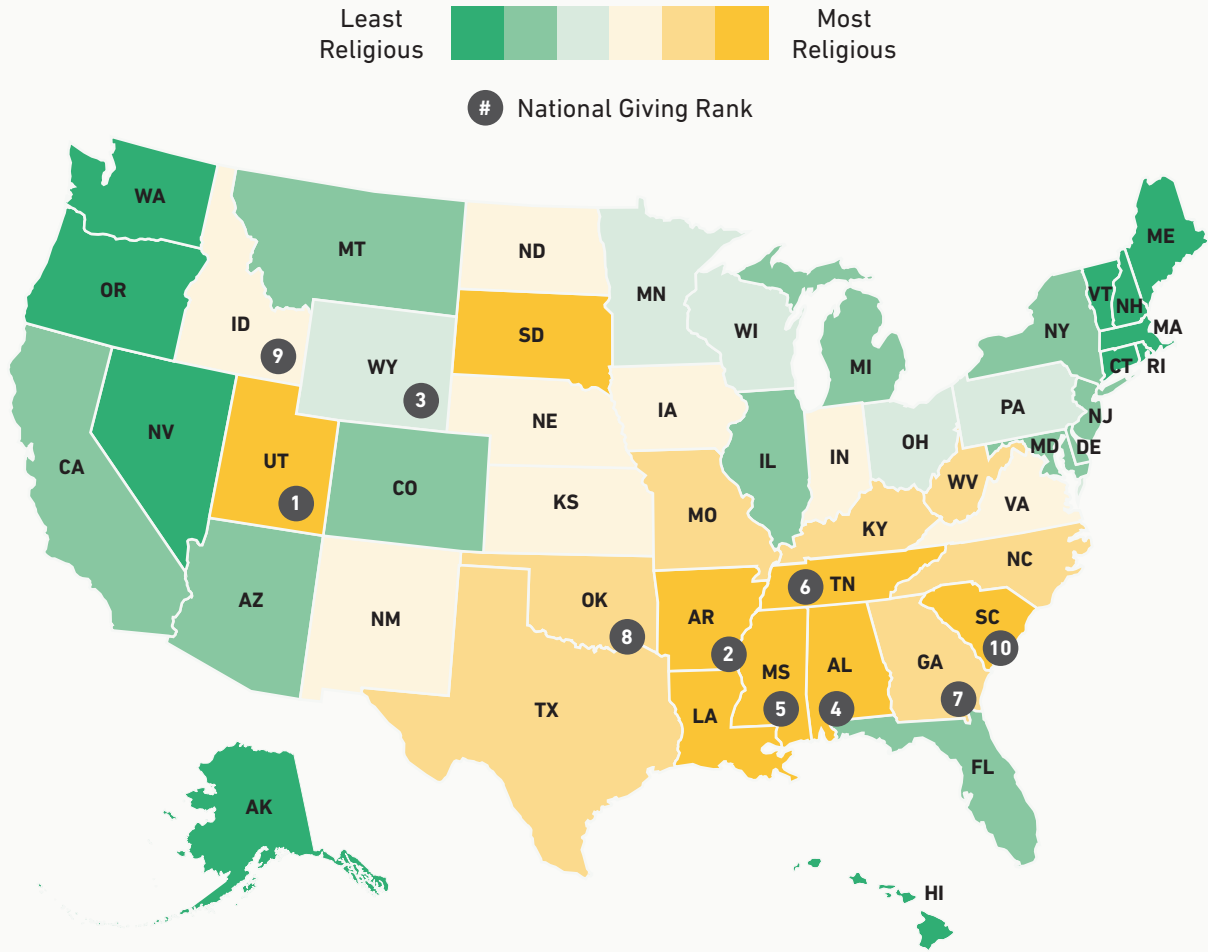 Least Religious
Most Religious
# National Giving Rank
WA
OR
ID
9
MT
ND
SD
WY
3
NE
MN
WI
IA
MI
NY
VT
NH
ME
MA
CT
RI
PA
NJ
OH
MD
DE
IN
IL
WV
VA
CA
NV
UT
1
CO
KS
MO
KY
NC
TN
6
AZ
NM
OK
8
AR
2
SC
10
MS
5
AL
4
GA
7
TX
LA
FL
AK
HI